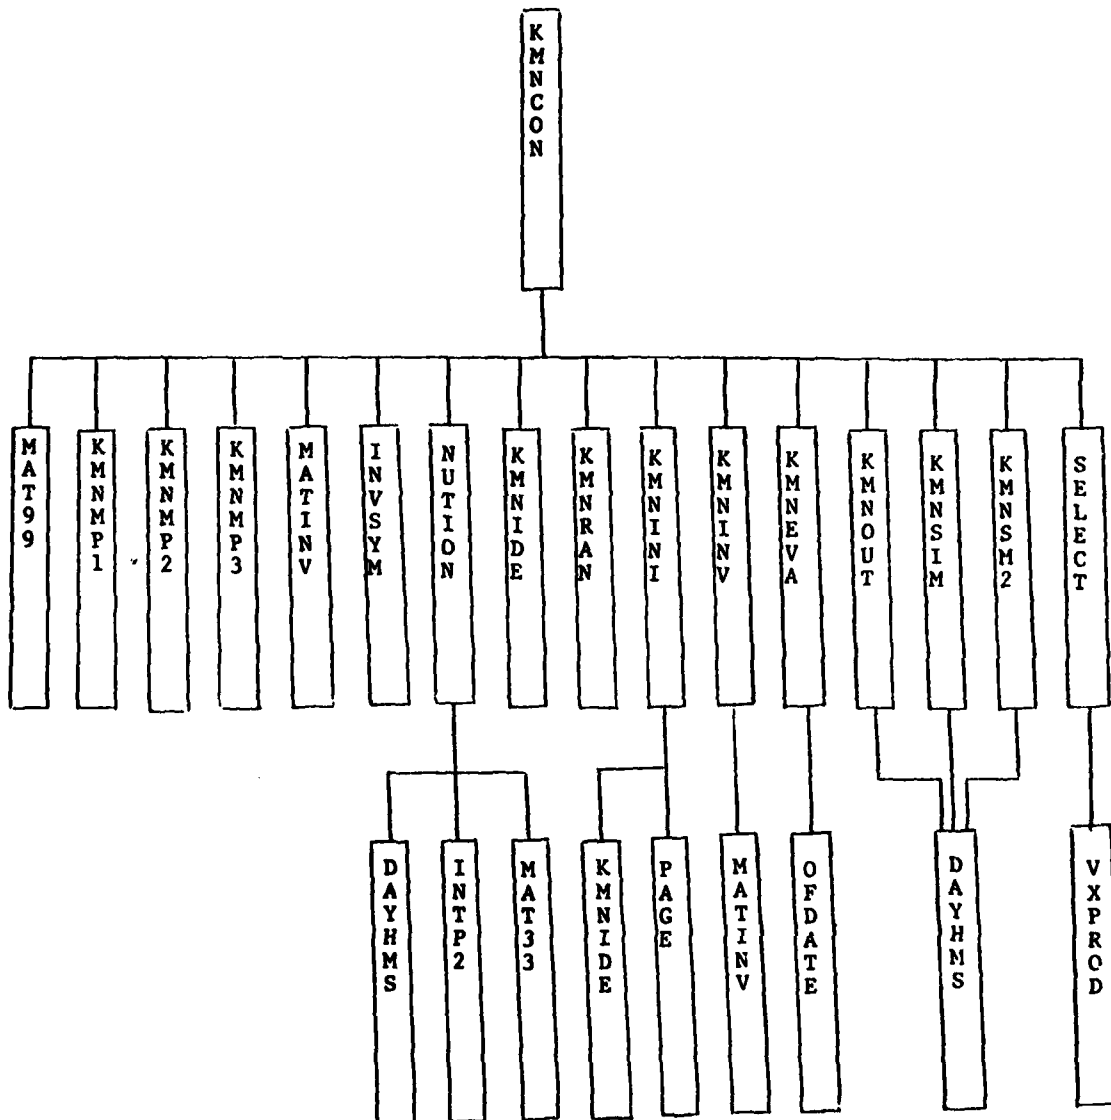 KMNCON
MAT99
KMNMP1
KMNMP2
KMNMP3
MATINV
INVSYM
NUTION
KMNIDE
KMNRAN
KMNINI
KMNINV
KMNEVA
KMNOUT
KMNSIM
KMNSM2
SELECT
DAYHMS
INTP2
MAT33
KMNIDE
PAGE
MATINV
OFDATE
DAYHMS
VXPROD